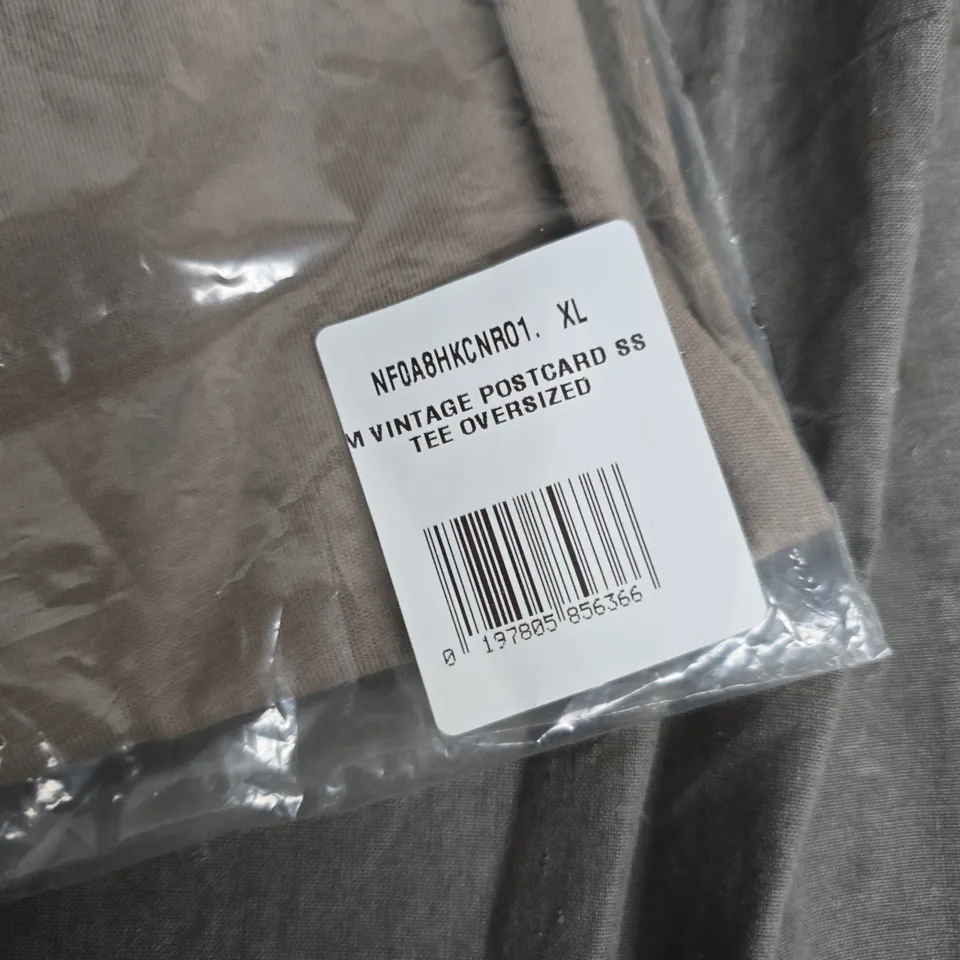 NF0A8HKCNR01. XL
M VINTAGE POSTCARD SS
TEE OVERSIZED
0 197805 856366